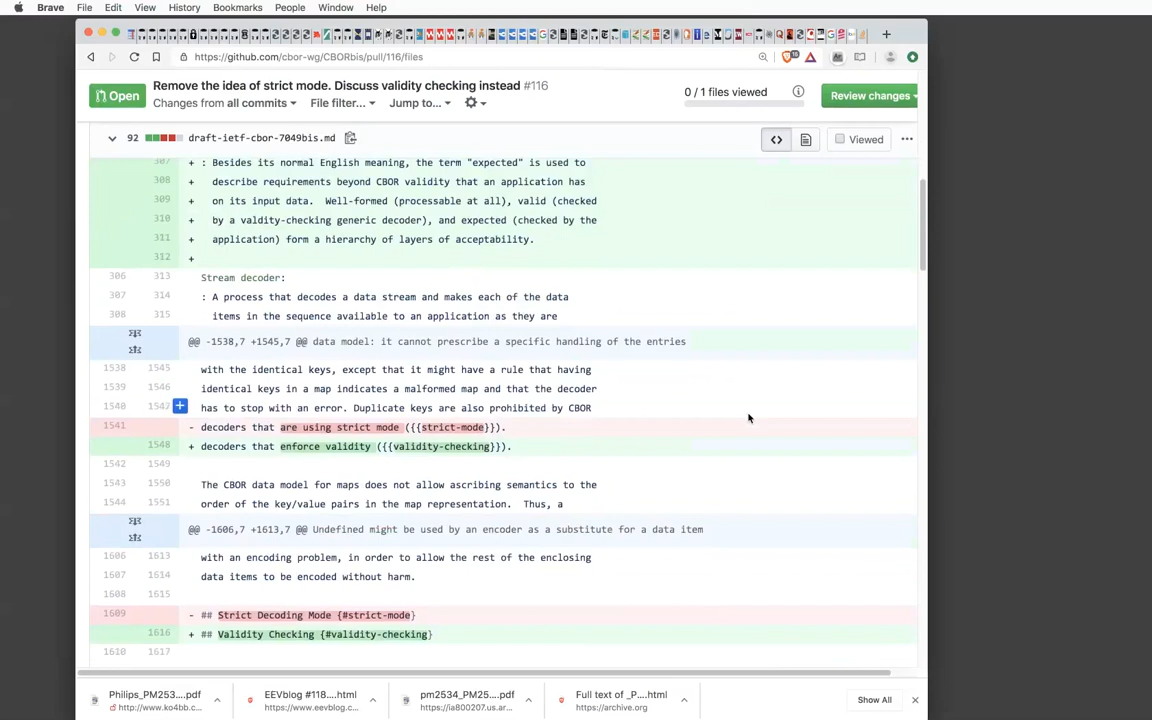 Brave File Edit View History Bookmarks People Window Help
https://github.com/cbor-wg/CBORbis/pull/116/files
Open
Remove the idea of strict mode. Discuss validity checking instead #116
Changes from all commits File filter... Jump to...
0 / 1 files viewed
Review changes
92 draft-ietf-cbor-7049bis.md
Viewed
307 + : Besides its normal English meaning, the term "expected" is used to
308 + describe requirements beyond CBOR validity that an application has
309 + on its input data. Well-formed (processable at all), valid (checked
310 + by a valdity-checking generic decoder), and expected (checked by the
311 + application) form a hierarchy of layers of acceptability.
312 +
306 313 Stream decoder:
307 314 : A process that decodes a data stream and makes each of the data
308 315 items in the sequence available to an application as they are
@@ -1538,7 +1545,7 @@ data model: it cannot prescribe a specific handling of the entries
1538 1545 with the identical keys, except that it might have a rule that having
1539 1546 identical keys in a map indicates a malformed map and that the decoder
1540 1547 has to stop with an error. Duplicate keys are also prohibited by CBOR
1541 - decoders that are using strict mode ({{strict-mode}}).
1548 + decoders that enforce validity ({{validity-checking}}).
1542 1549
1543 1550 The CBOR data model for maps does not allow ascribing semantics to the
1544 1551 order of the key/value pairs in the map representation. Thus, a
@@ -1606,7 +1613,7 @@ Undefined might be used by an encoder as a substitute for a data item
1606 1613 with an encoding problem, in order to allow the rest of the enclosing
1607 1614 data items to be encoded without harm.
1608 1615
1609 - ## Strict Decoding Mode {#strict-mode}
1616 + ## Validity Checking {#validity-checking}
1610 1617
Philips_PM253....pdf EEVblog #118....html pm2534_PM25....pdf Full text of _P....html Show All
http://www.ko4bb.c... https://www.eevblog.c... https://ia800207.us.ar... https://archive.org